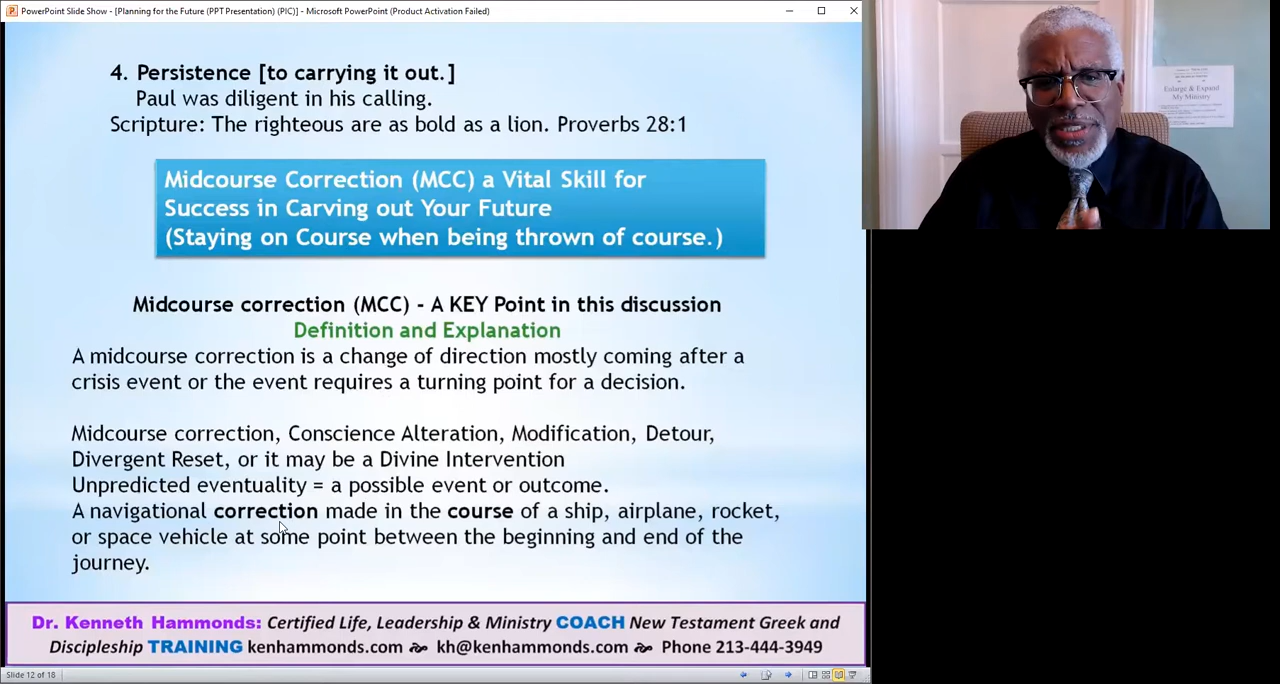 PowerPoint Slide Show - [Planning for the Future (PPT Presentation) (PIC)] - Microsoft PowerPoint (Product Activation Failed)
4. Persistence [to carrying it out.]
Paul was diligent in his calling.
Scripture: The righteous are as bold as a lion. Proverbs 28:1
Midcourse Correction (MCC) a Vital Skill for
Success in Carving out Your Future
(Staying on Course when being thrown of course.)
Midcourse correction (MCC) - A KEY Point in this discussion
Definition and Explanation
A midcourse correction is a change of direction mostly coming after a
crisis event or the event requires a turning point for a decision.
Midcourse correction, Conscience Alteration, Modification, Detour,
Divergent Reset, or it may be a Divine Intervention
Unpredicted eventuality = a possible event or outcome.
A navigational correction made in the course of a ship, airplane, rocket,
or space vehicle at some point between the beginning and end of the
journey.
Dr. Kenneth Hammonds: Certified Life, Leadership & Ministry COACH New Testament Greek and
Discipleship TRAINING kenhammonds.com kh@kenhammonds.com Phone 213-444-3949
Slide 12 of 18
Enlarge & Expand
My Ministry